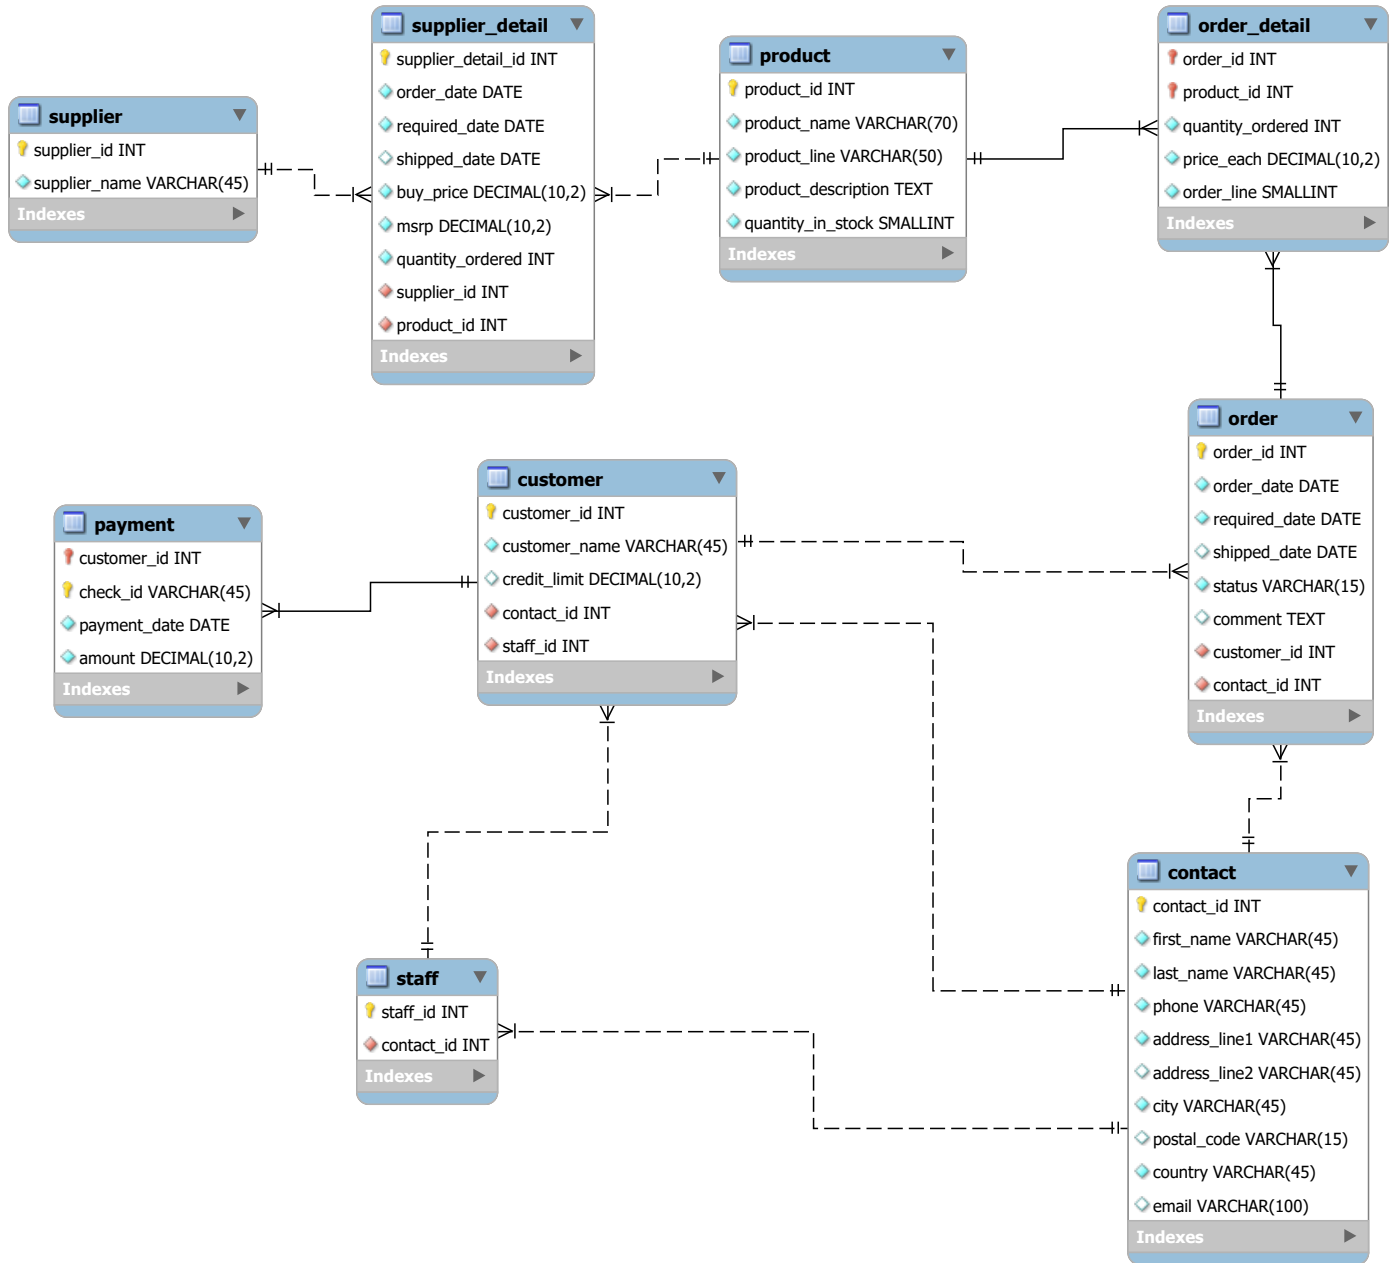 supplier_detail
supplier_detail_id INT
order_date DATE
required_date DATE
shipped_date DATE
buy_price DECIMAL(10,2)
msrp DECIMAL(10,2)
quantity_ordered INT
supplier_id INT
product_id INT
Indexes
order_detail
order_id INT
product_id INT
quantity_ordered INT
price_each DECIMAL(10,2)
order_line SMALLINT
Indexes
product
product_id INT
product_name VARCHAR(70)
product_line VARCHAR(50)
product_description TEXT
quantity_in_stock SMALLINT
Indexes
supplier
supplier_id INT
supplier_name VARCHAR(45)
Indexes
order
order_id INT
order_date DATE
required_date DATE
shipped_date DATE
status VARCHAR(15)
comment TEXT
customer_id INT
contact_id INT
Indexes
customer
customer_id INT
customer_name VARCHAR(45)
credit_limit DECIMAL(10,2)
contact_id INT
staff_id INT
Indexes
payment
customer_id INT
check_id VARCHAR(45)
payment_date DATE
amount DECIMAL(10,2)
Indexes
contact
contact_id INT
first_name VARCHAR(45)
last_name VARCHAR(45)
phone VARCHAR(45)
address_line1 VARCHAR(45)
address_line2 VARCHAR(45)
city VARCHAR(45)
postal_code VARCHAR(15)
country VARCHAR(45)
email VARCHAR(100)
Indexes
staff
staff_id INT
contact_id INT
Indexes